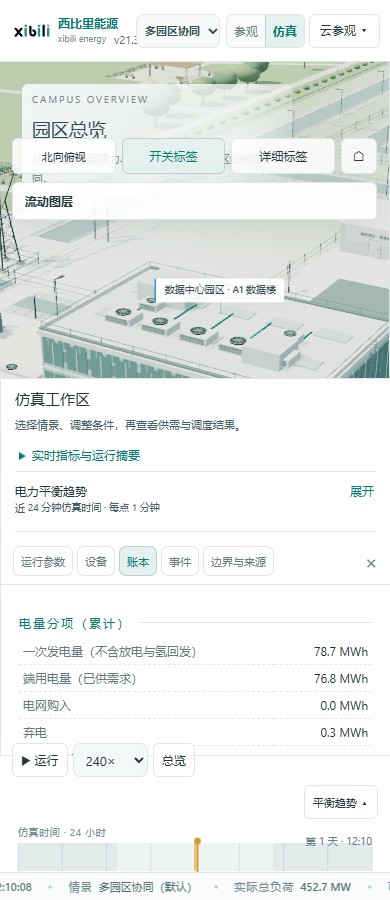 xibili 西比里能源
xibili energy v21.3
多园区协同
参观 仿真
云参观
CAMPUS OVERVIEW
园区总览
北向俯视 开关标签 详细标签
同。
流动图层
数据中心园区 · A1 数据楼
仿真工作区
选择情景、调整条件，再查看供需与调度结果。
▶ 实时指标与运行摘要
电力平衡趋势 展开
近 24 分钟仿真时间 · 每点 1 分钟
运行参数 设备 账本 事件 边界与来源 ×
电量分项（累计）
一次发电量（不含放电与氢回发） 78.7 MWh
端用电量（已供需求） 76.8 MWh
电网购入 0.0 MWh
弃电 0.3 MWh
▶ 运行 240× 总览
平衡趋势 ▲
仿真时间 · 24 小时 第 1 天 · 12:10
2:10:08 • 情景 多园区协同（默认） • 实际总负荷 452.7 MW •